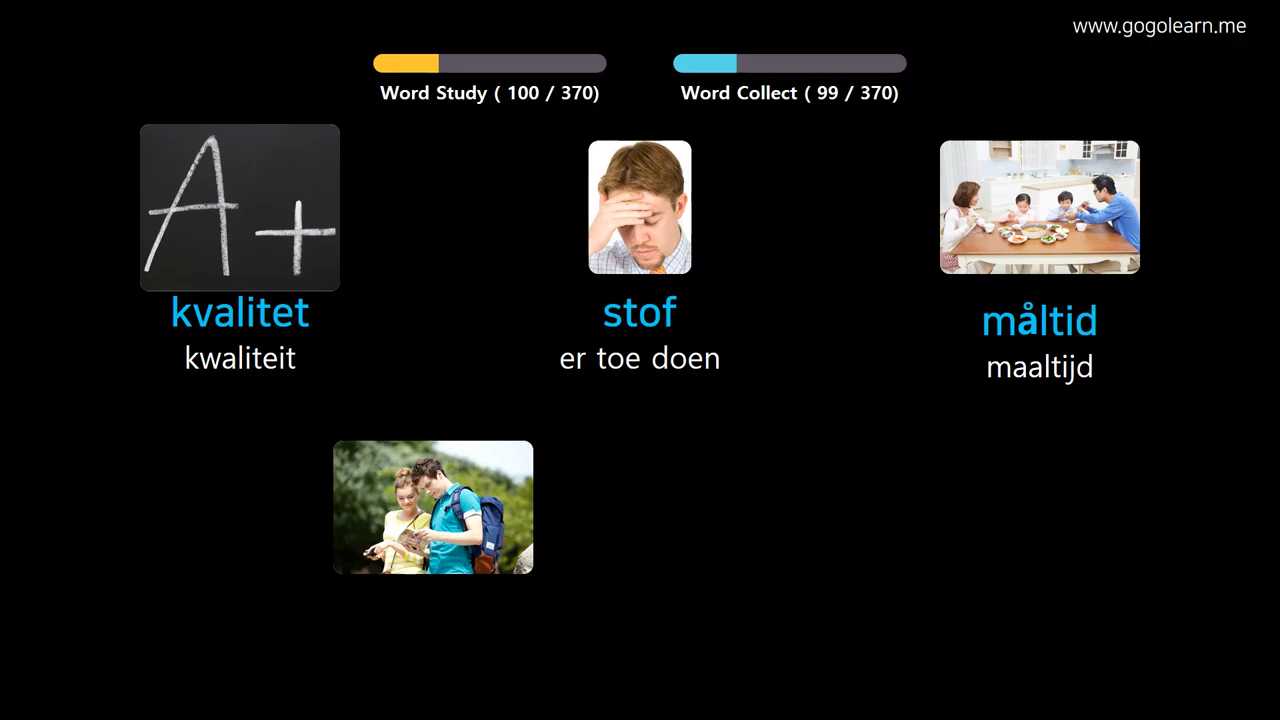 www.gogolearn.me
Word Study ( 100 / 370)
Word Collect ( 99 / 370)
A+
kvalitet
kwaliteit
stof
er toe doen
måltid
maaltijd